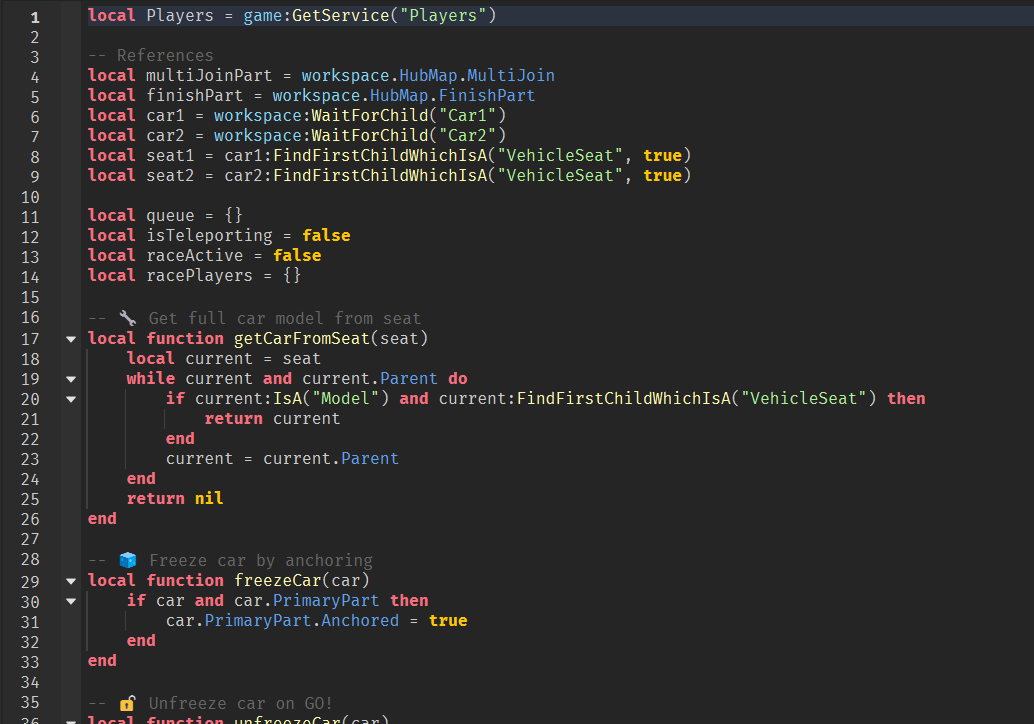 1 local Players = game:GetService("Players")
2
3 -- References
4 local multiJoinPart = workspace.HubMap.MultiJoin
5 local finishPart = workspace.HubMap.FinishPart
6 local car1 = workspace:WaitForChild("Car1")
7 local car2 = workspace:WaitForChild("Car2")
8 local seat1 = car1:FindFirstChildWhichIsA("VehicleSeat", true)
9 local seat2 = car2:FindFirstChildWhichIsA("VehicleSeat", true)
10
11 local queue = {}
12 local isTeleporting = false
13 local raceActive = false
14 local racePlayers = {}
15
16 -- 🔧 Get full car model from seat
17 local function getCarFromSeat(seat)
18 local current = seat
19 while current and current.Parent do
20 if current:IsA("Model") and current:FindFirstChildWhichIsA("VehicleSeat") then
21 return current
22 end
23 current = current.Parent
24 end
25 return nil
26 end
27
28 -- 🧊 Freeze car by anchoring
29 local function freezeCar(car)
30 if car and car.PrimaryPart then
31 car.PrimaryPart.Anchored = true
32 end
33 end
34
35 -- 🔓 Unfreeze car on GO!
36 local function unfreezeCar(car)